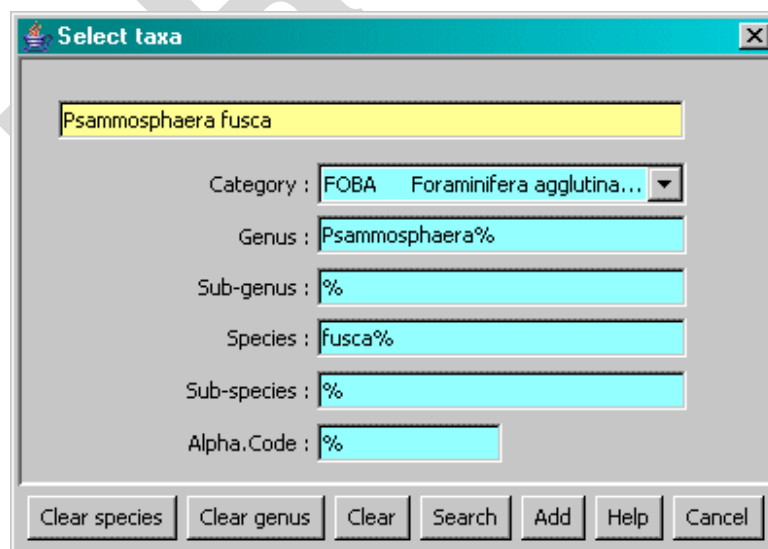 Select taxa
Psammosphaera fusca
Category : FOBA Foraminifera agglutina...
Genus : Psammosphaera%
Sub-genus : %
Species : fusca%
Sub-species : %
Alpha.Code : %
Clear species Clear genus Clear Search Add Help Cancel